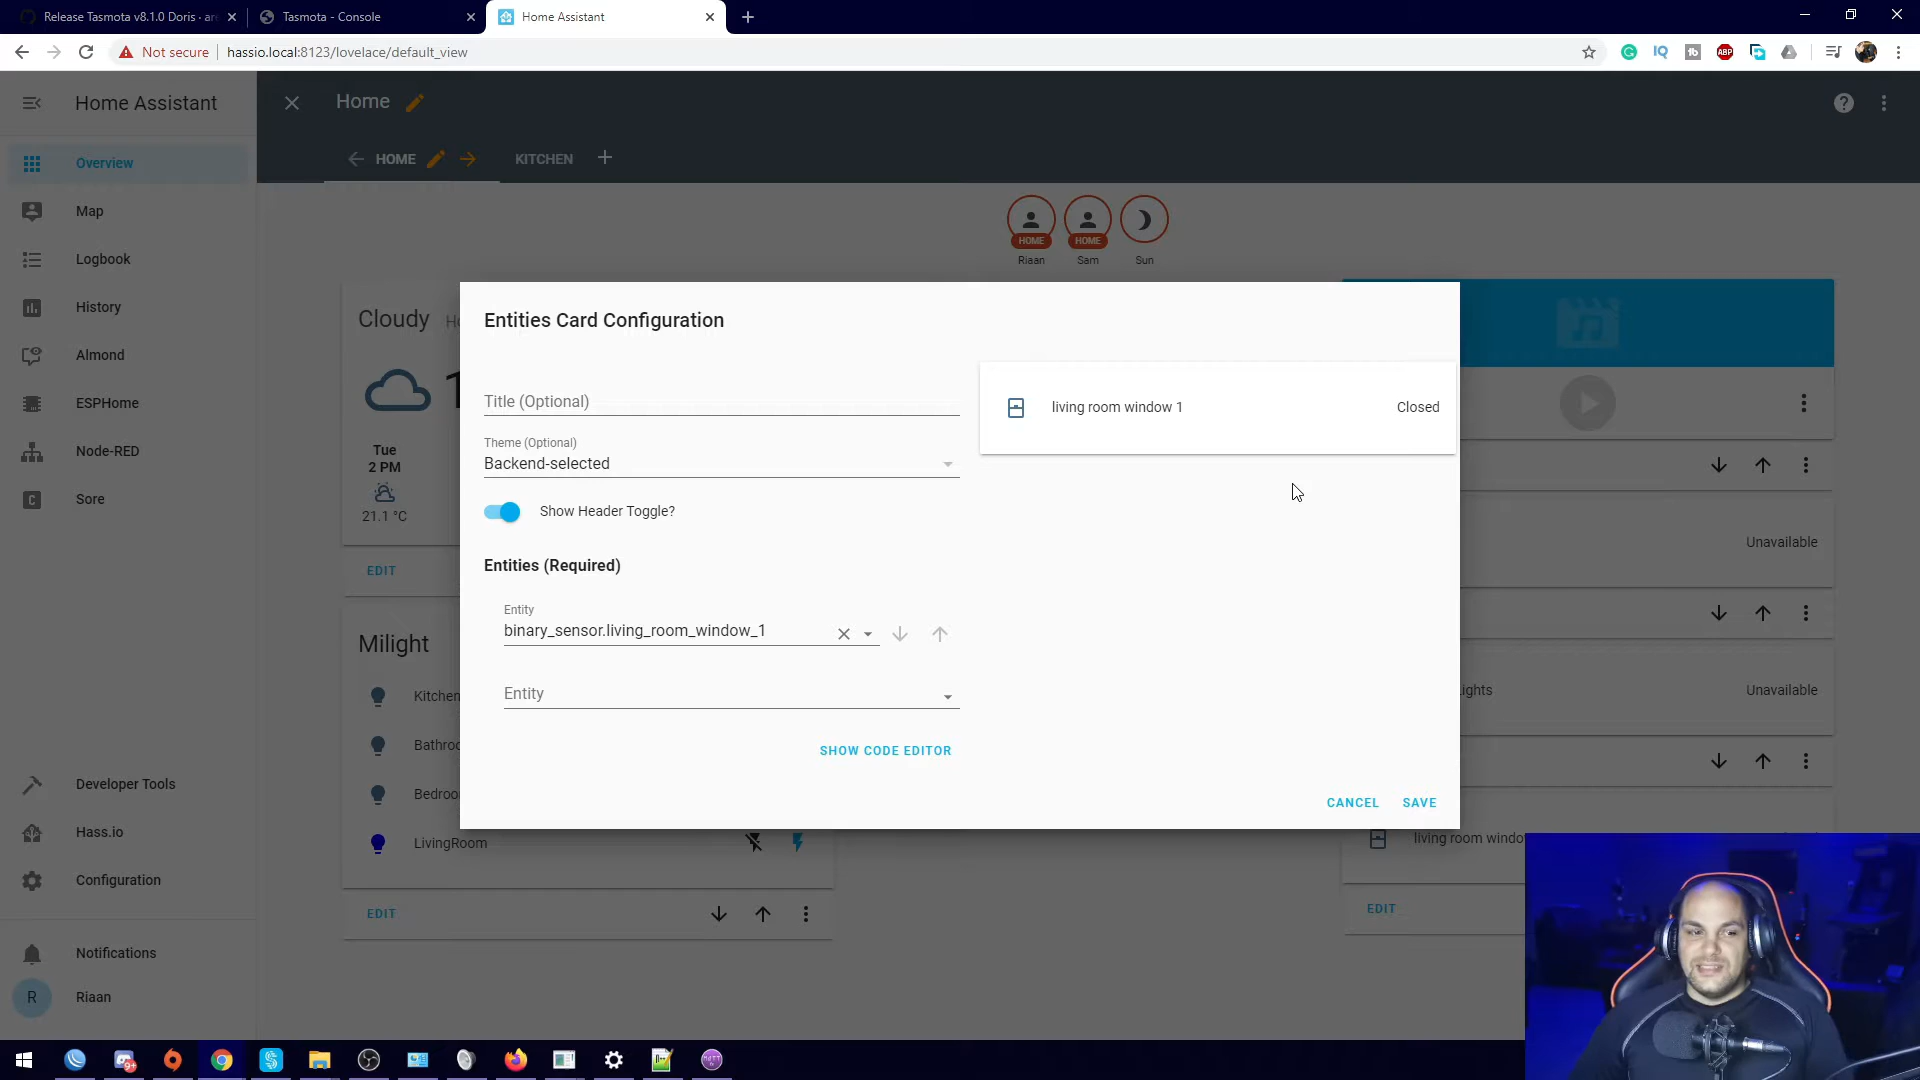 Release Tasmota v8.1.0 Doris · ar
Tasmota - Console
Home Assistant
Not secure
hassio.local:8123/lovelace/default_view
Home Assistant
Home
HOME
KITCHEN
Overview
Map
Logbook
History
Almond
ESPHome
Node-RED
Sore
Developer Tools
Hass.io
Configuration
Notifications
R
Riaan
HOME
HOME
Riaan
Sam
Sun
Cloudy
Tue
2 PM
21.1 °C
EDIT
Milight
Kitchen
Bathroo
Bedroo
LivingRoom
EDIT
Entities Card Configuration
Title (Optional)
Theme (Optional)
Backend-selected
Show Header Toggle?
Entities (Required)
Entity
binary_sensor.living_room_window_1
Entity
SHOW CODE EDITOR
living room window 1
Closed
CANCEL
SAVE
Unavailable
ights
Unavailable
living room windo
EDIT
IQ
ABP
C
9+